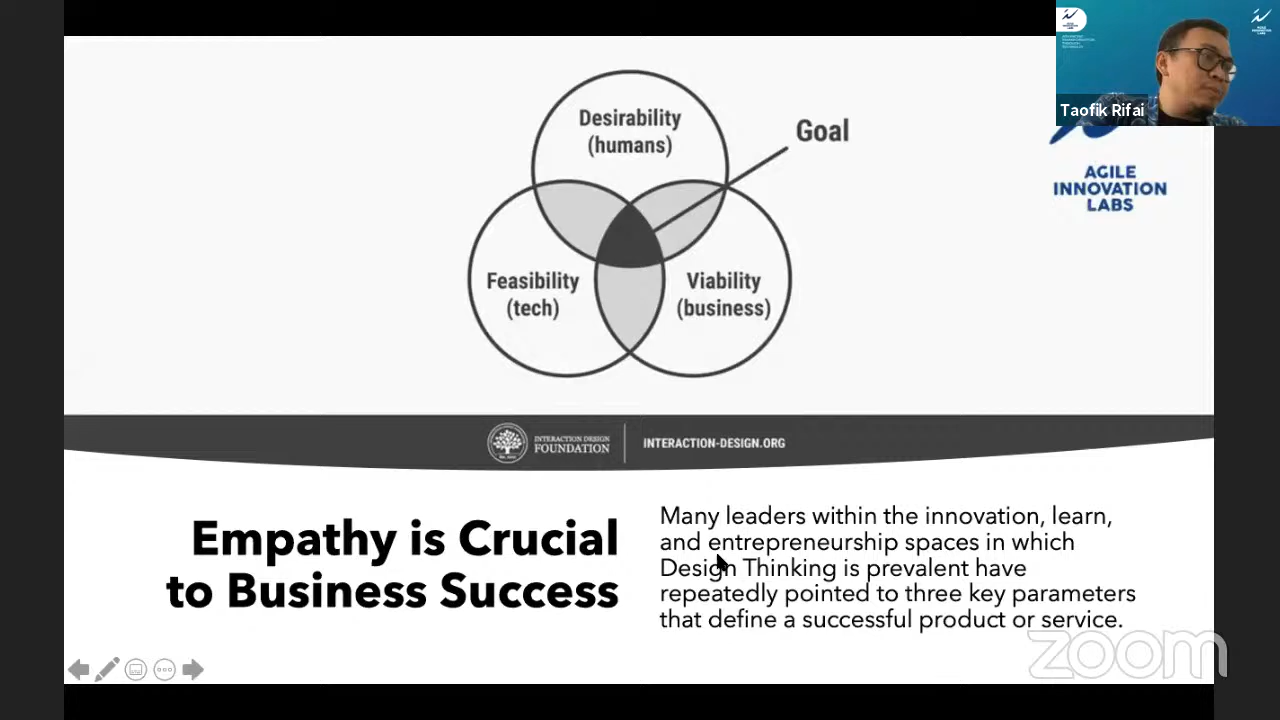 Desirability
(humans)
Goal
Feasibility
(tech)
Viability
(business)
Taofik Rifai
AGILE
INNOVATION
LABS
INTERACTION DESIGN
FOUNDATION
INTERACTION-DESIGN.ORG
Empathy is Crucial
to Business Success
Many leaders within the innovation, learn,
and entrepreneurship spaces in which
Design Thinking is prevalent have
repeatedly pointed to three key parameters
that define a successful product or service.
zoom